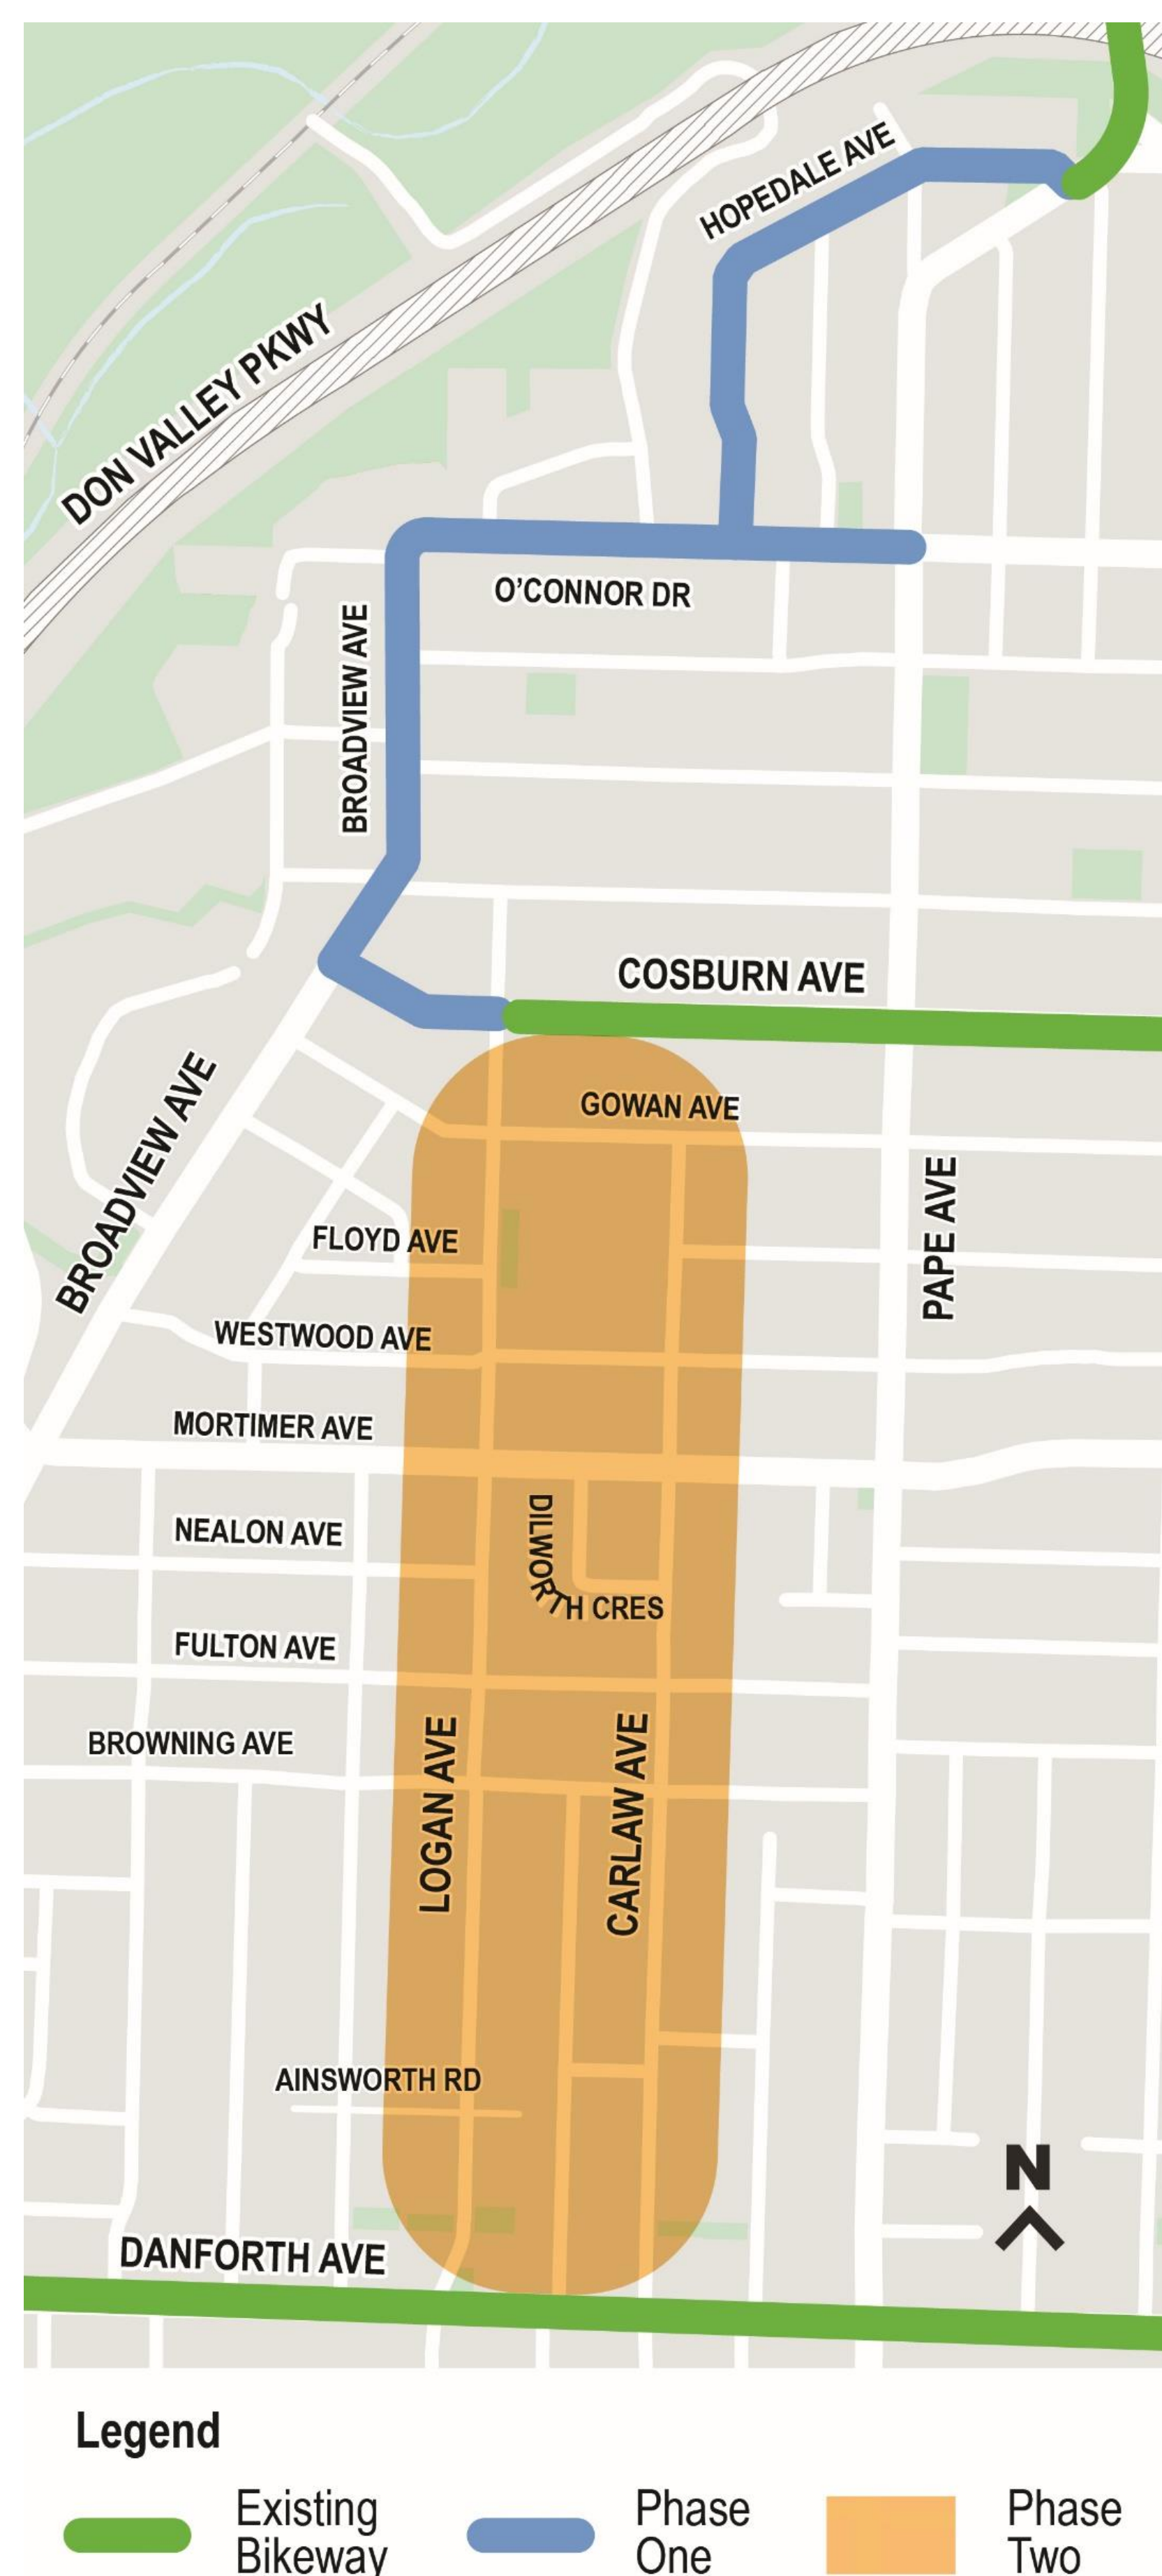 HOPEDALE AVE
DON VALLEY PKWY
O'CONNOR DR
BROADVIEW AVE
COSBURN AVE
GOWAN AVE
BROADVIEW AVE
PAPE AVE
FLOYD AVE
WESTWOOD AVE
MORTIMER AVE
NEALON AVE
DILWORTH CRES
FULTON AVE
BROWNING AVE
LOGAN AVE
CARLAW AVE
AINSWORTH RD
N
DANFORTH AVE
Legend
Existing
Bikeway
Phase
One
Phase
Two